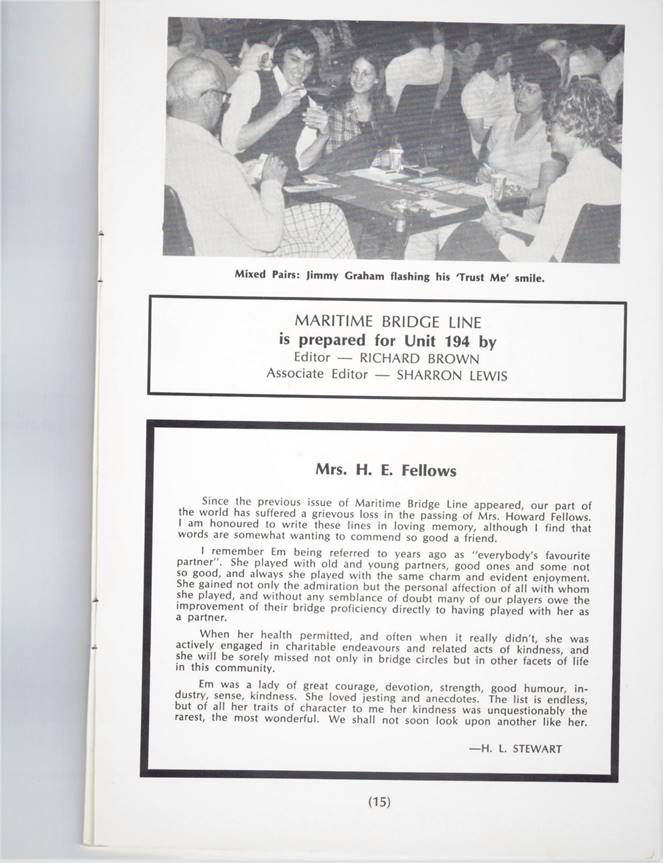 Mixed Pairs: Jimmy Graham flashing his 'Trust Me' smile.
MARITIME BRIDGE LINE
is prepared for Unit 194 by
Editor — RICHARD BROWN
Associate Editor — SHARRON LEWIS
Mrs. H. E. Fellows
Since the previous issue of Maritime Bridge Line appeared, our part of
the world has suffered a grievous loss in the passing of Mrs. Howard Fellows.
I am honoured to write these lines in loving memory, although I find that
words are somewhat wanting to commend so good a friend.
I remember Em being referred to years ago as "everybody's favourite
partner". She played with old and young partners, good ones and some not
so good, and always she played with the same charm and evident enjoyment.
She gained not only the admiration but the personal affection of all with whom
she played, and without any semblance of doubt many of our players owe the
improvement of their bridge proficiency directly to having played with her as
a partner.
When her health permitted, and often when it really didn't, she was
actively engaged in charitable endeavours and related acts of kindness, and
she will be sorely missed not only in bridge circles but in other facets of life
in this community.
Em was a lady of great courage, devotion, strength, good humour, in-
dustry, sense, kindness. She loved jesting and anecdotes. The list is endless,
but of all her traits of character to me her kindness was unquestionably the
rarest, the most wonderful. We shall not soon look upon another like her.
—H. L. STEWART
(15)